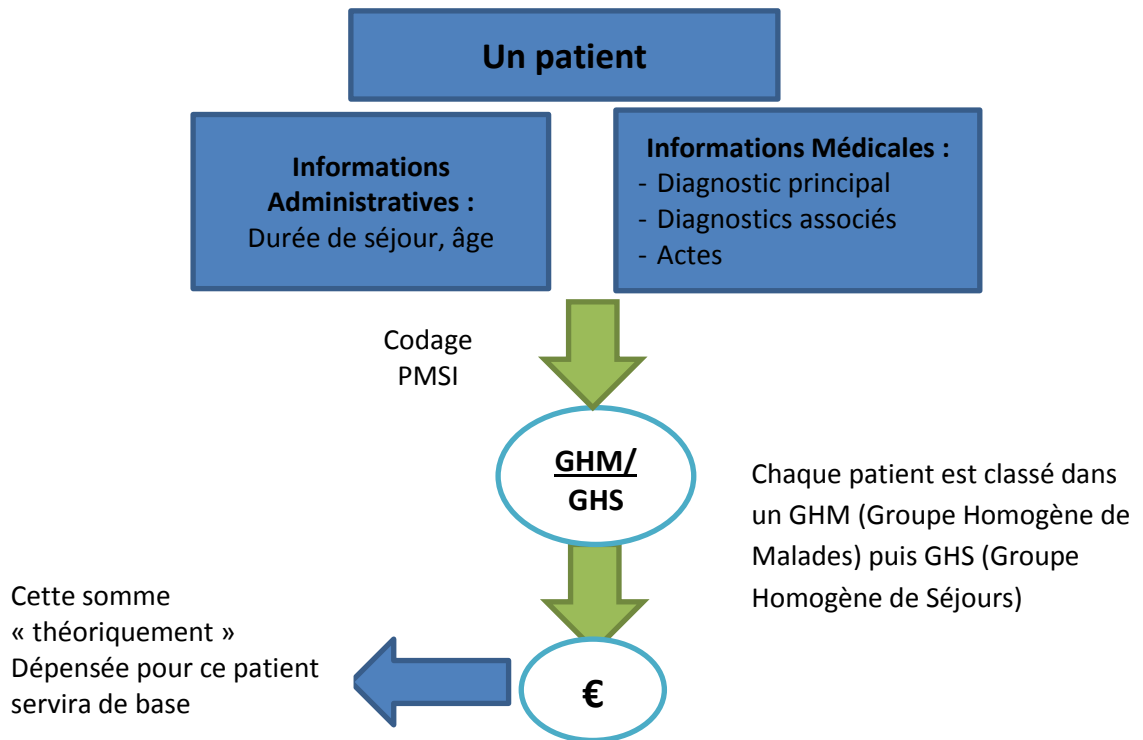 Un patient
Informations
Administratives :
Durée de séjour, âge
Informations Médicales :
- Diagnostic principal
- Diagnostics associés
- Actes
Codage
PMSI
GHM/
GHS
Chaque patient est classé dans
un GHM (Groupe Homogène de
Malades) puis GHS (Groupe
Homogène de Séjours)
Cette somme
« théoriquement »
Dépensée pour ce patient
servira de base
€